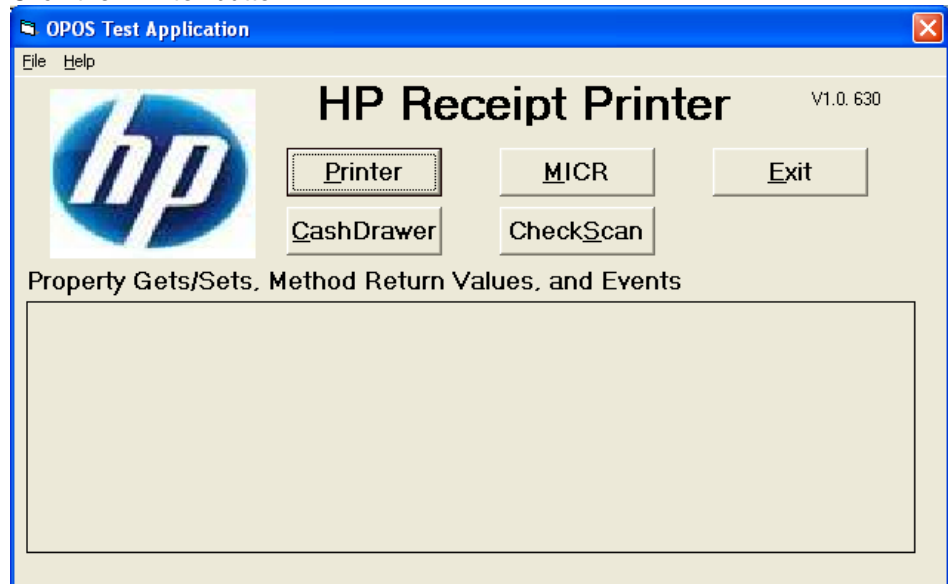 OPOS Test Application
File Help
HP Receipt Printer
V1.0. 630
hp
Printer MICR Exit
CashDrawer CheckScan
Property Gets/Sets, Method Return Values, and Events